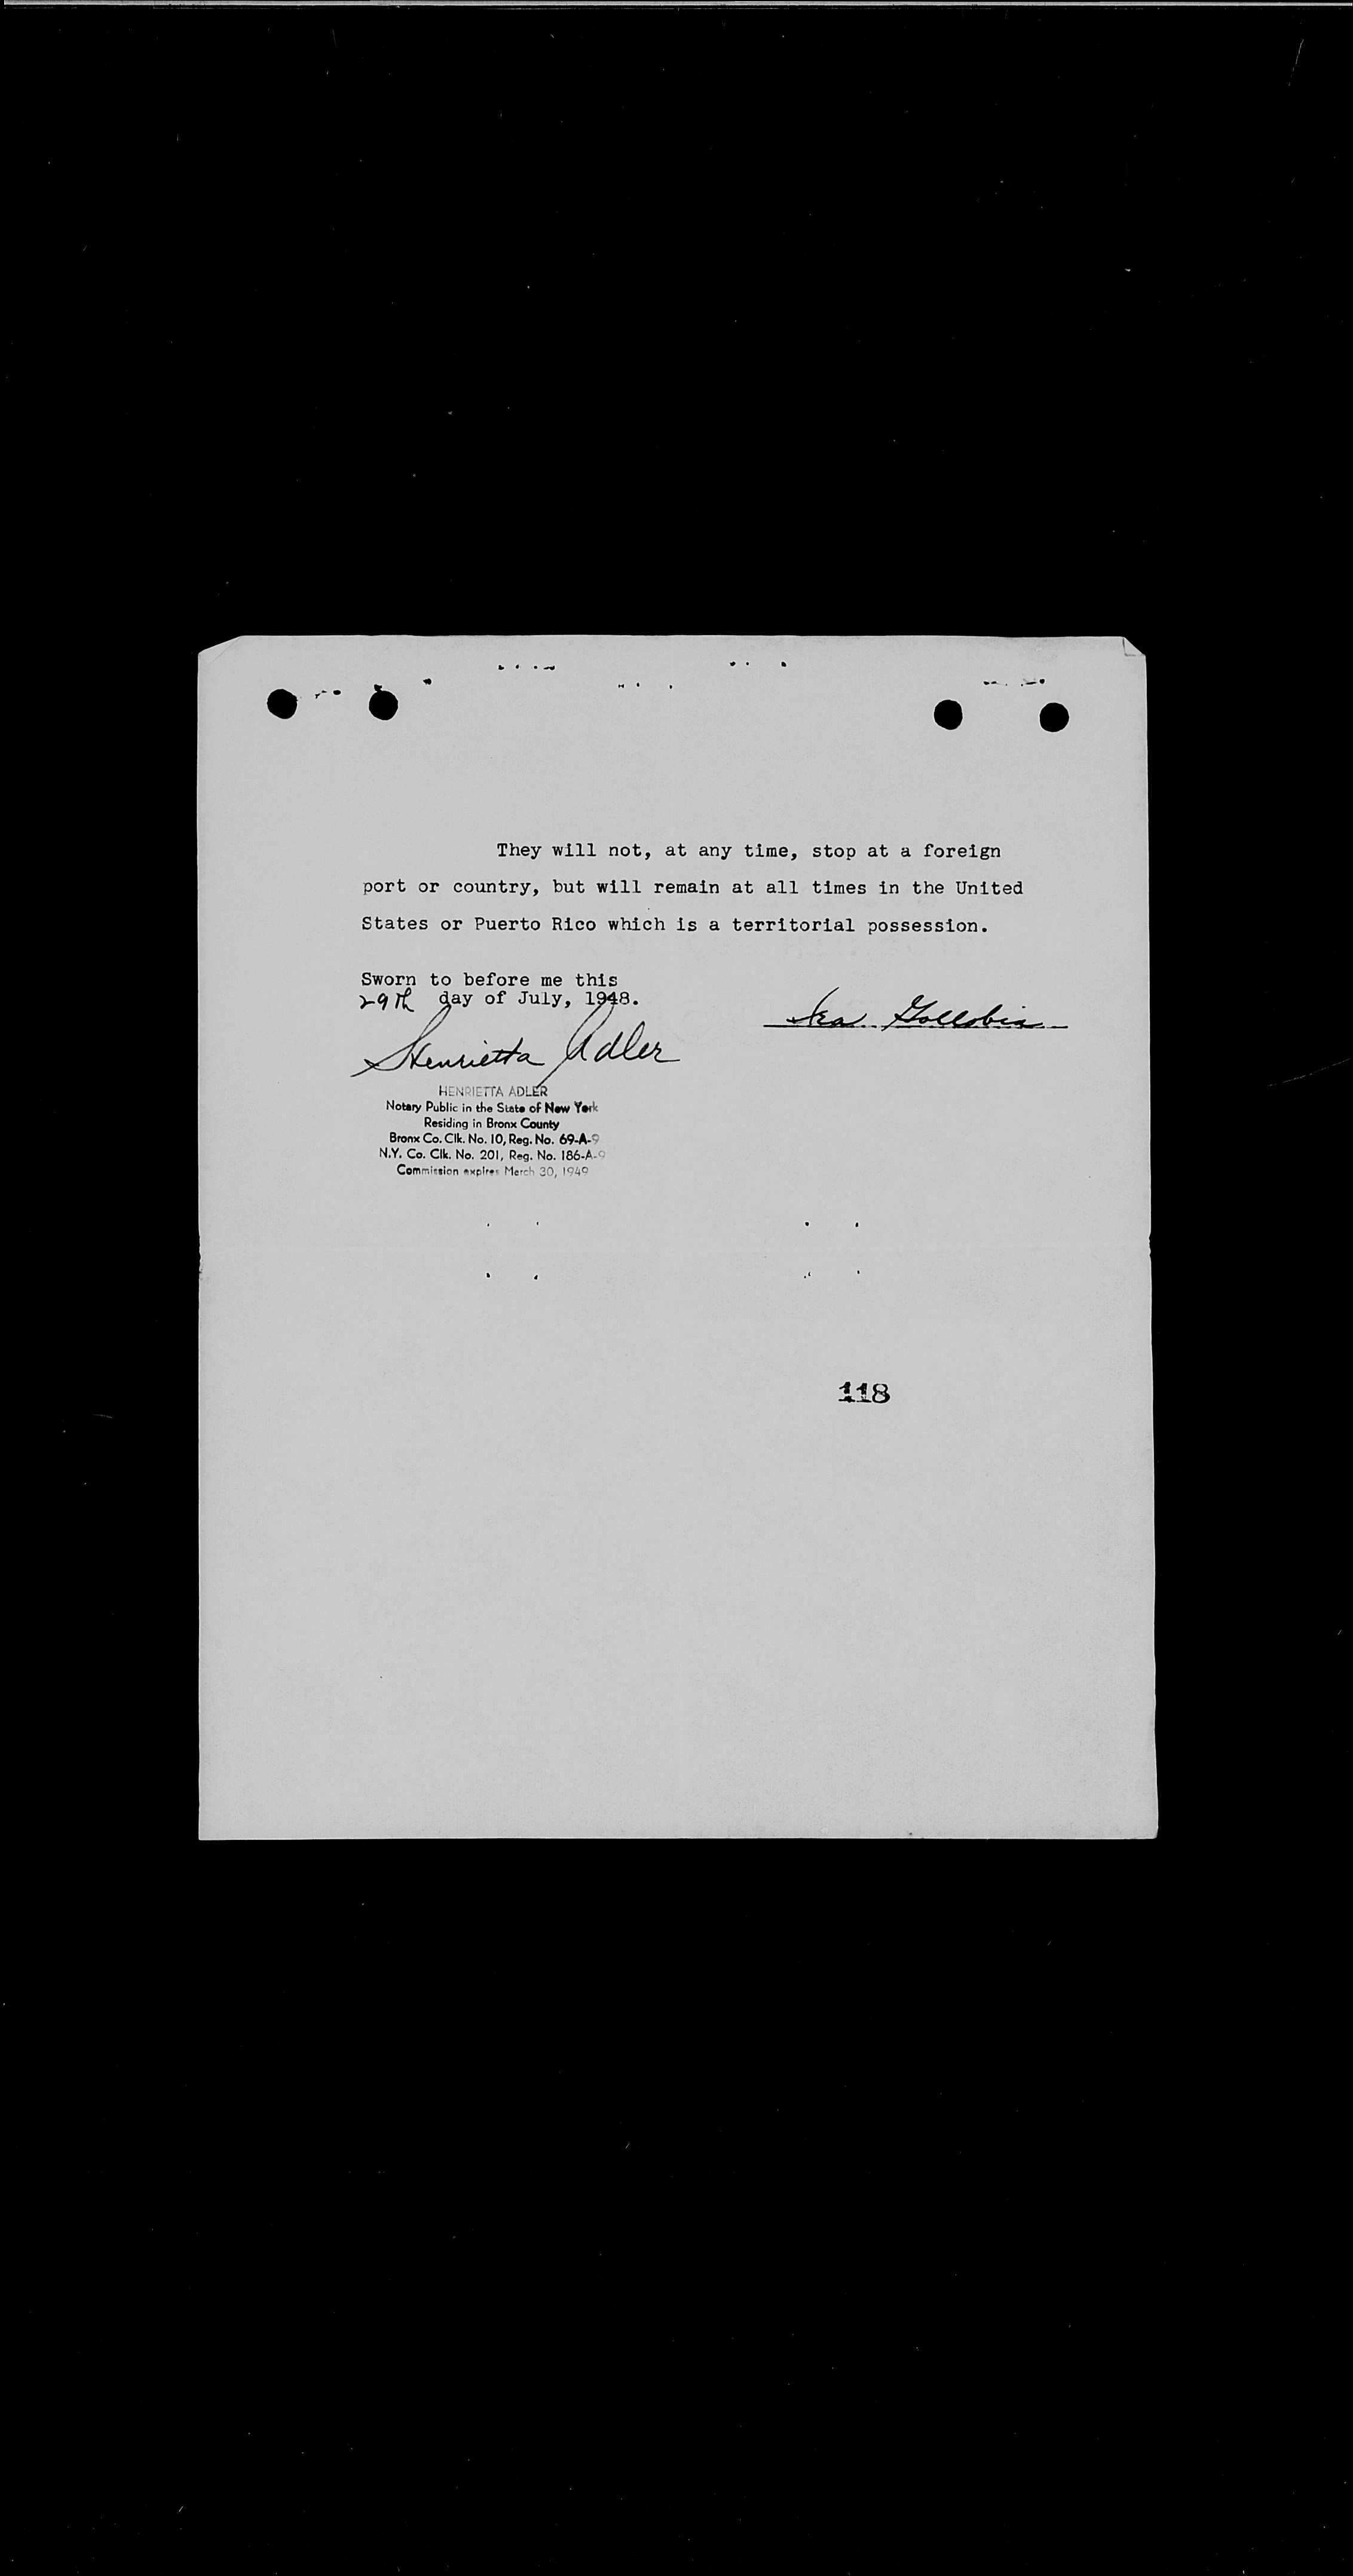 They will not, at any time, stop at a foreign
port or country, but will remain at all times in the United
States or Puerto Rico which is a territorial possession.
Sworn to before me this
29th day of July, 1948.
Ira Gollobin
Henrietta Adler
HENRIETTA ADLER
Notary Public in the State of New York
Residing in Bronx County
Bronx Co. Clk. No. 10, Reg. No. 69-A-9
N.Y. Co. Clk. No. 201, Reg. No. 186-A-9
Commission expires March 30, 1949
118